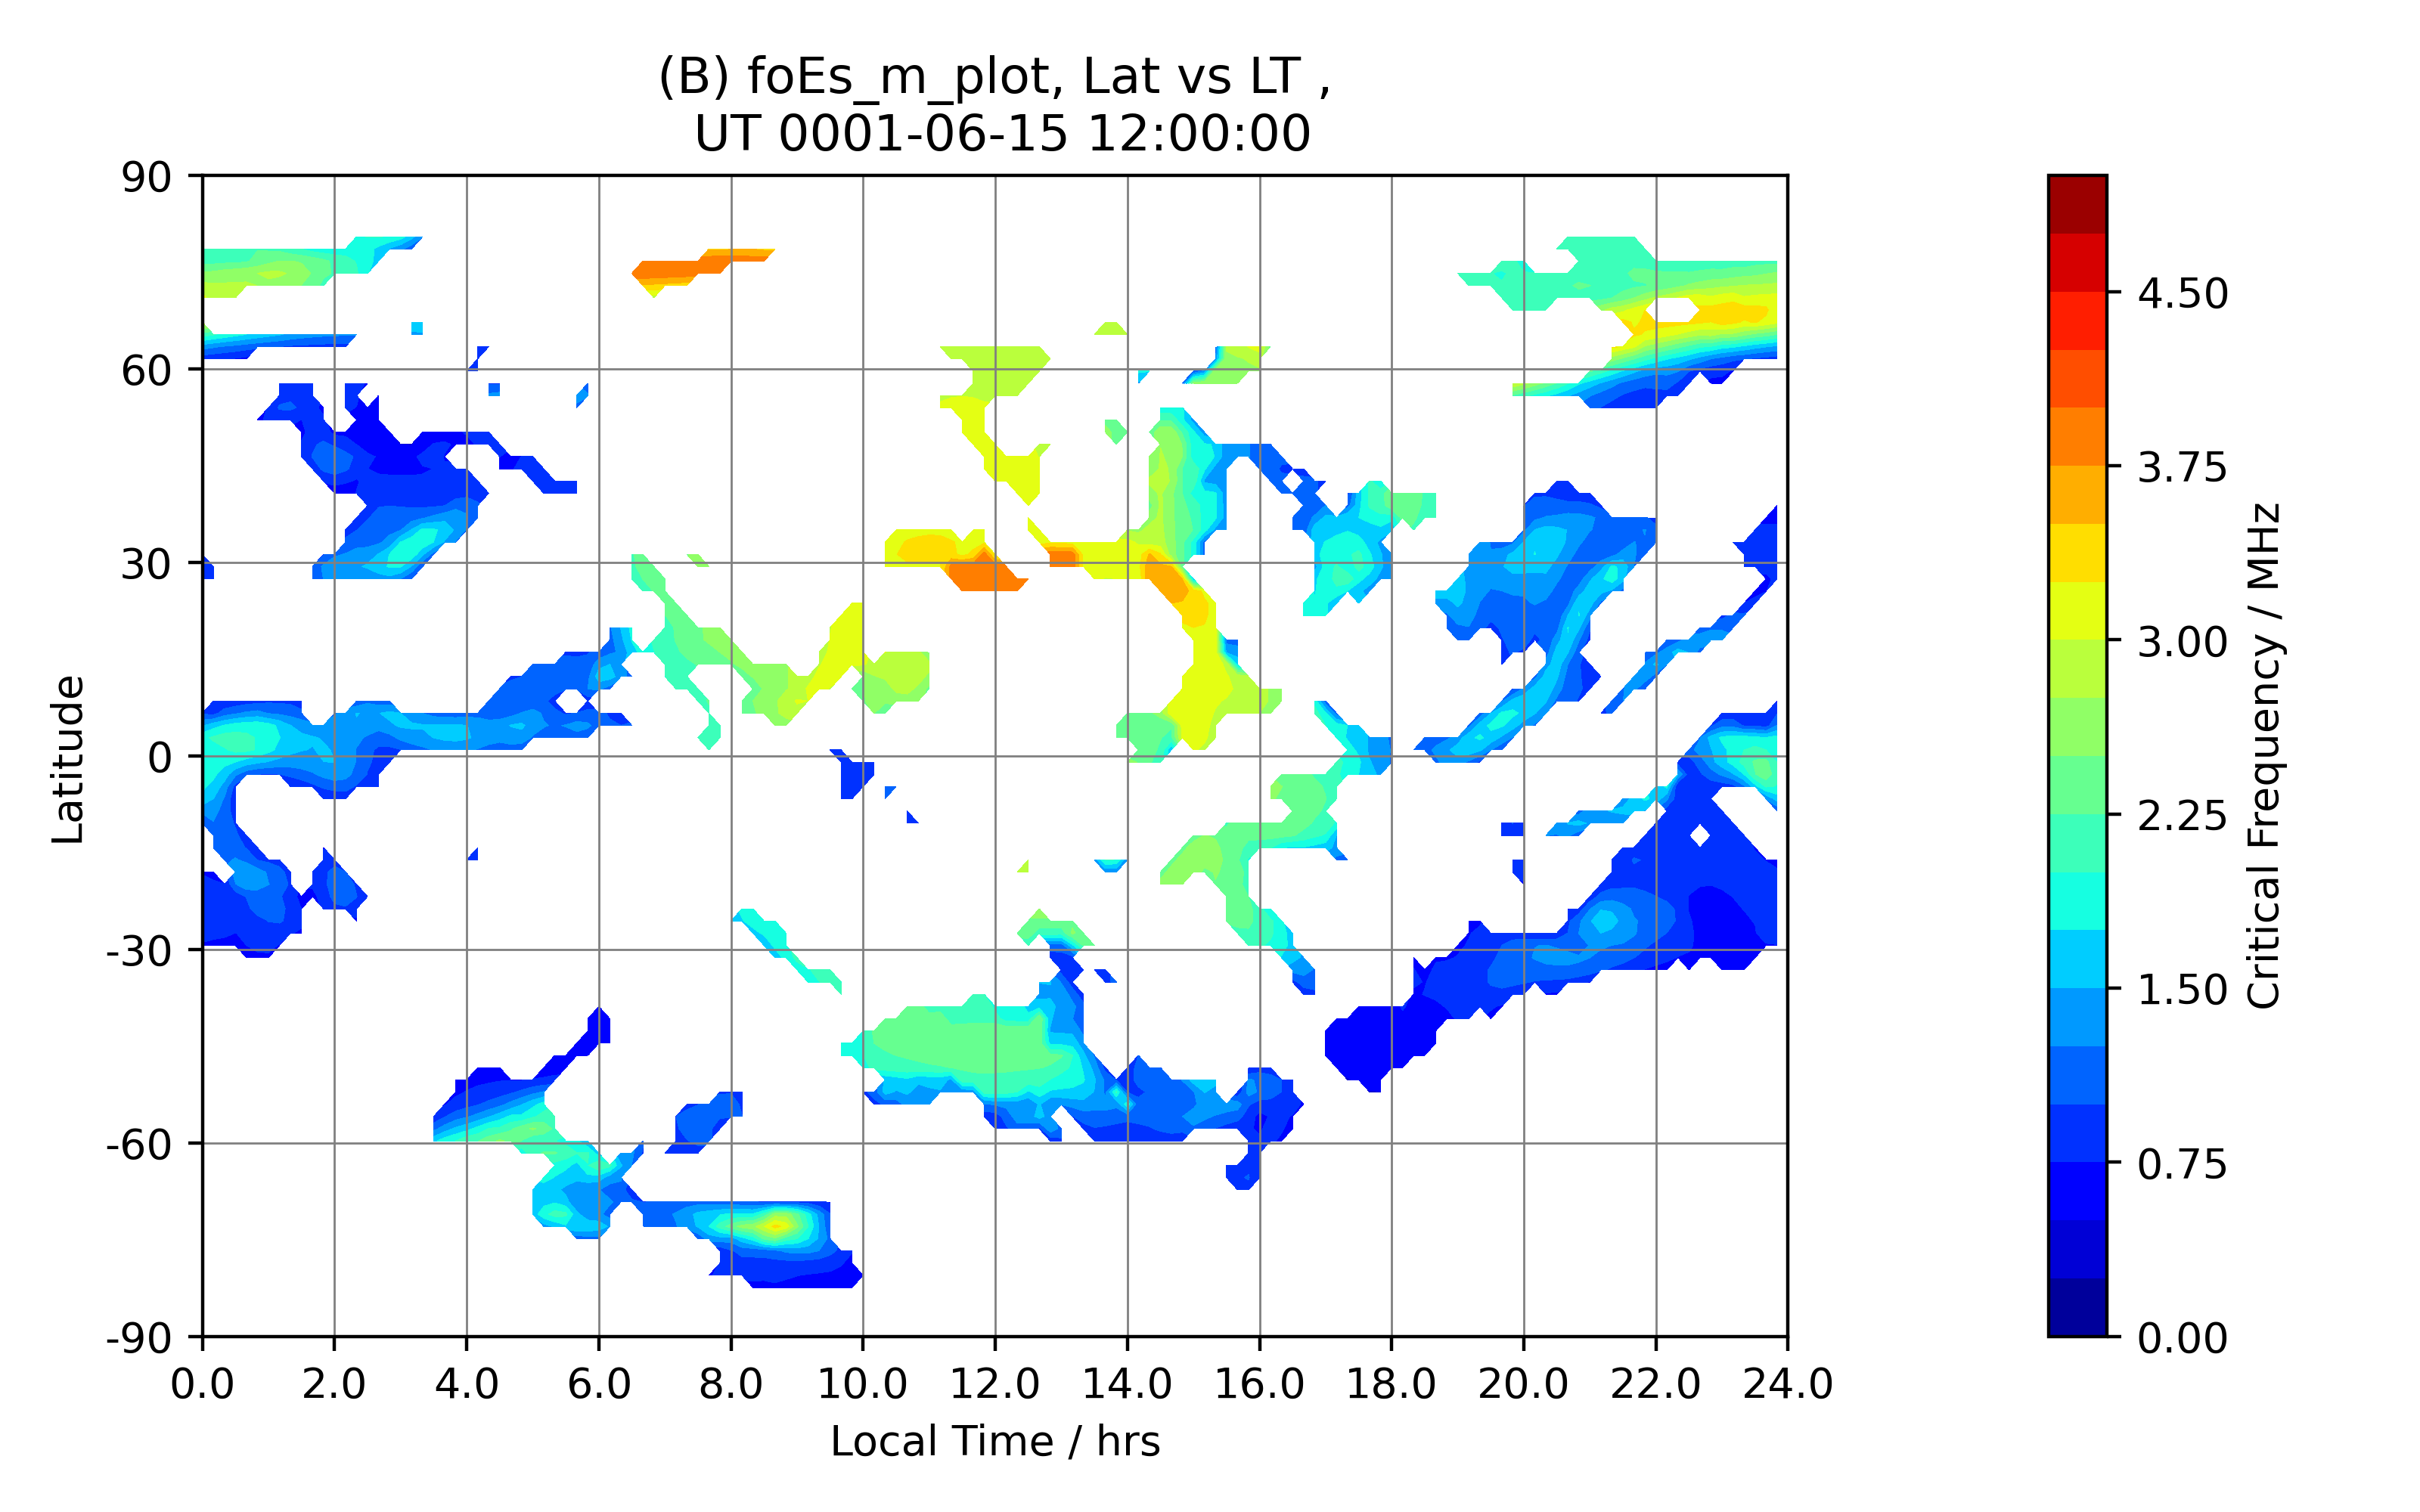 (B) foEs_m_plot, Lat vs LT ,
UT 0001-06-15 12:00:00
90
60
30
0
-30
-60
-90
Latitude
0.0 2.0 4.0 6.0 8.0 10.0 12.0 14.0 16.0 18.0 20.0 22.0 24.0
Local Time / hrs
4.50
3.75
3.00
2.25
1.50
0.75
0.00
Critical Frequency / MHz